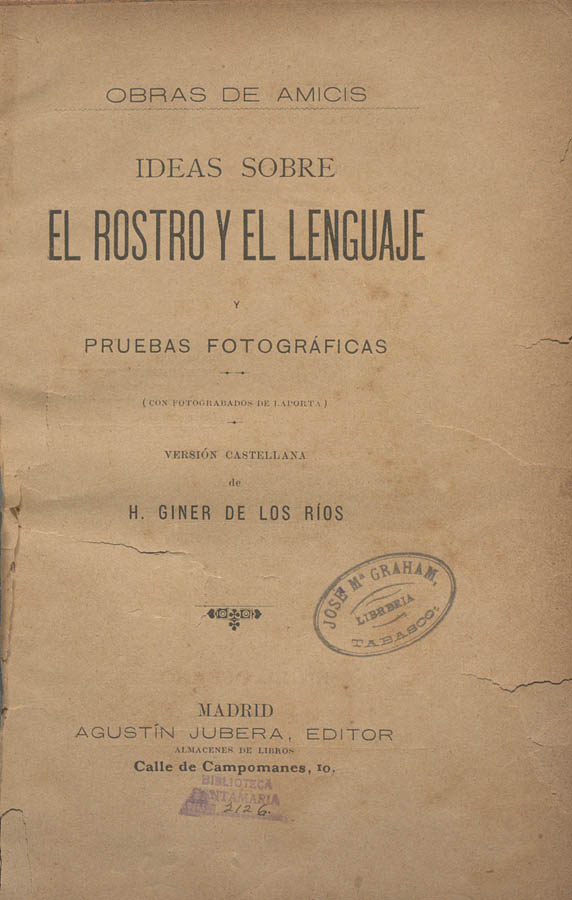 OBRAS DE AMICIS
IDEAS SOBRE
EL ROSTRO Y EL LENGUAJE
Y
PRUEBAS FOTOGRÁFICAS
(CON FOTOGRABADOS DE LAPORTA)
VERSIÓN CASTELLANA
de
H. GINER DE LOS RÍOS
JOSÉ Mª GRAHAM,
LIBRERIA
TABASCO.
MADRID
AGUSTÍN JUBERA, EDITOR
ALMACENES DE LIBROS
Calle de Campomanes, 10.
BIBLIOTECA
SANTAMARIA
2126.